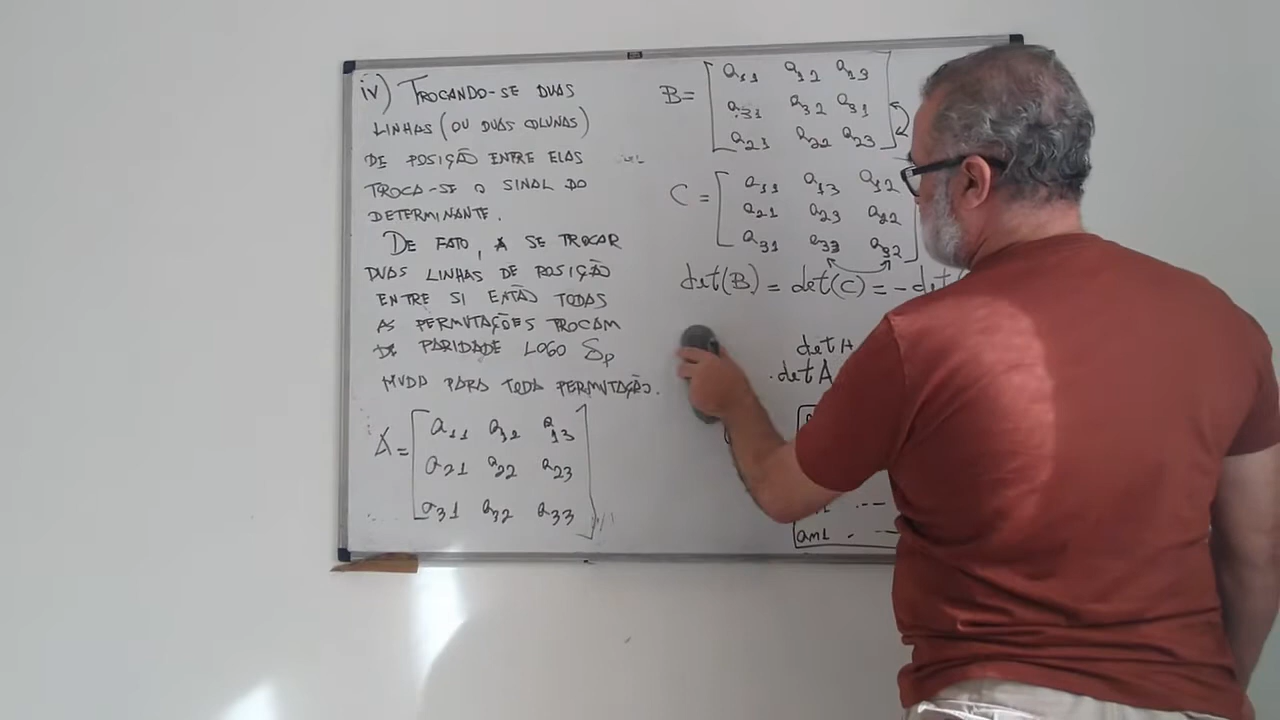 iv) TROCANDO-SE DUAS
LINHAS (OU DUAS COLUNAS)
DE POSIÇÃO ENTRE ELAS
TROCA-SE O SINAL DO
DETERMINANTE.
DE FATO, SE TROCAR
DUAS LINHAS DE POSIÇÃO
ENTRE SI ENTÃO TODAS
AS PERMUTAÇÕES TROCAM
DE PARIDADE LOGO Sp
MUDA PARA TODA PERMUTAÇÃO.
A = [a11 a12 a13
a21 a22 a23
a31 a32 a33]
B = [a11 a12 a13
a31 a32 a31
a23 a22 a23]
C = [a11 a13 a12
a21 a23 a22
a31 a33 a32]
det(B) = det(C) = -det(
det A
det A
am1